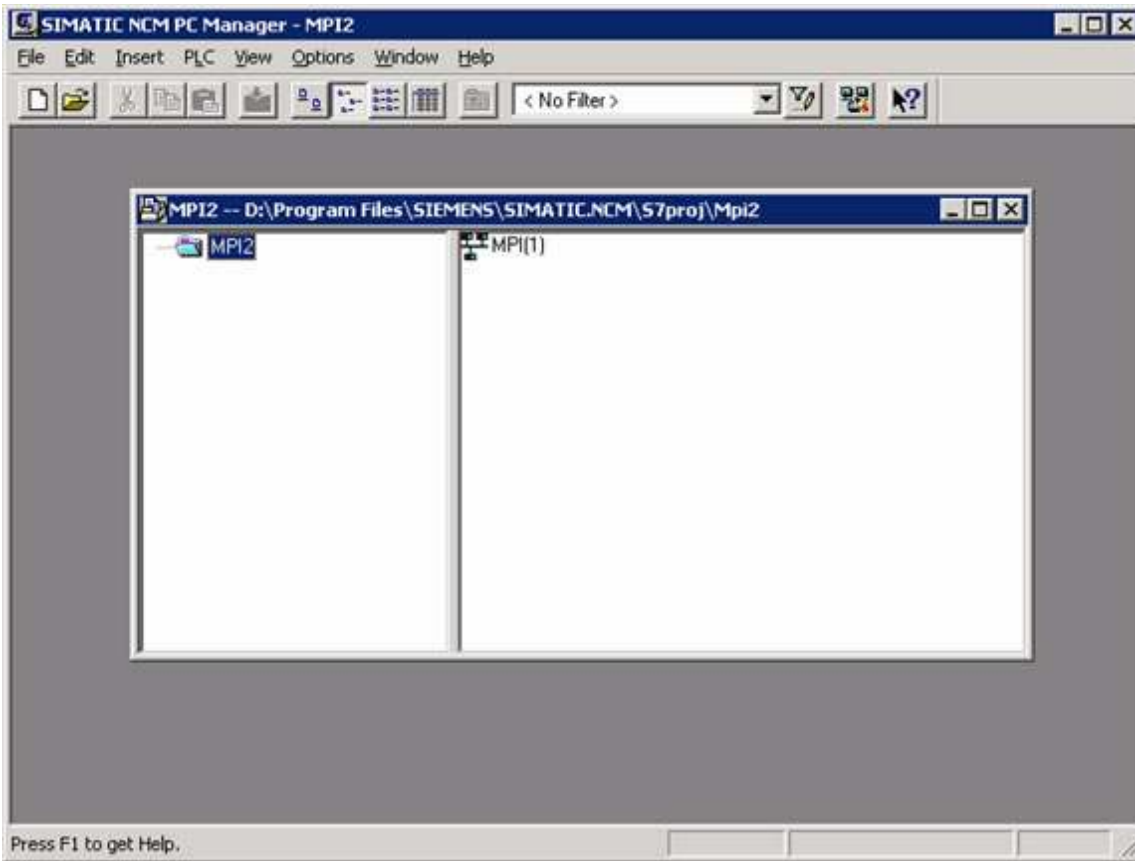 SIMATIC NCM PC Manager - MPI2
File Edit Insert PLC View Options Window Help
< No Filter >
MPI2 -- D:\Program Files\SIEMENS\SIMATIC.NCM\S7proj\Mpi2
MPI2
MPI(1)
Press F1 to get Help.